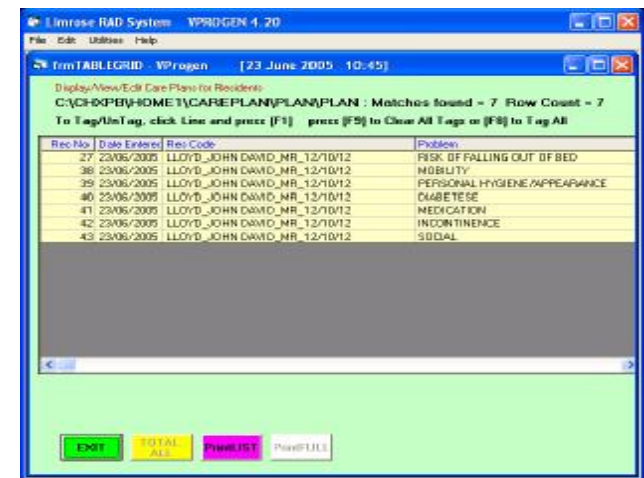 Limrose RAD System VPROGEN 4.20
File Edit Utilities Help
frmTABLEGRID - VProgen [23 June 2005 10:45]
Display/View/Edit Care Plans for Residents
C:\CHXPB\HOME1\CAREPLAN\PLAN\PLAN : Matches found = 7 Row Count = 7
To Tag/UnTag, click Line and press [F1] press [F9] to Clear All Tags or [F8] to Tag All
Rec No Date Entered Res Code Problem
27 23/06/2005 LLOYD_JOHN DAVID_MR_12/10/12 RISK OF FALLING OUT OF BED
38 23/06/2005 LLOYD_JOHN DAVID_MR_12/10/12 MOBILITY
39 23/06/2005 LLOYD_JOHN DAVID_MR_12/10/12 PERSONAL HYGIENE/APPEARANCE
40 23/06/2005 LLOYD_JOHN DAVID_MR_12/10/12 DIABETESE
41 23/06/2005 LLOYD_JOHN DAVID_MR_12/10/12 MEDICATION
42 23/06/2005 LLOYD_JOHN DAVID_MR_12/10/12 INCONTINENCE
43 23/06/2005 LLOYD_JOHN DAVID_MR_12/10/12 SOCIAL
EXIT TOTAL ALL PrintLIST PrintFULL